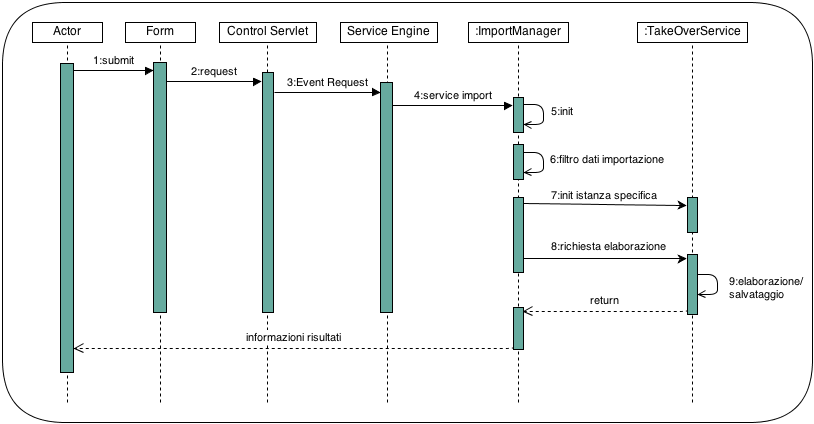 Actor
Form
Control Servlet
Service Engine
:ImportManager
:TakeOverService
1:submit
2:request
3:Event Request
4:service import
5:init
6:filtro dati importazione
7:init istanza specifica
8:richiesta elaborazione
9:elaborazione/
salvataggio
return
informazioni risultati